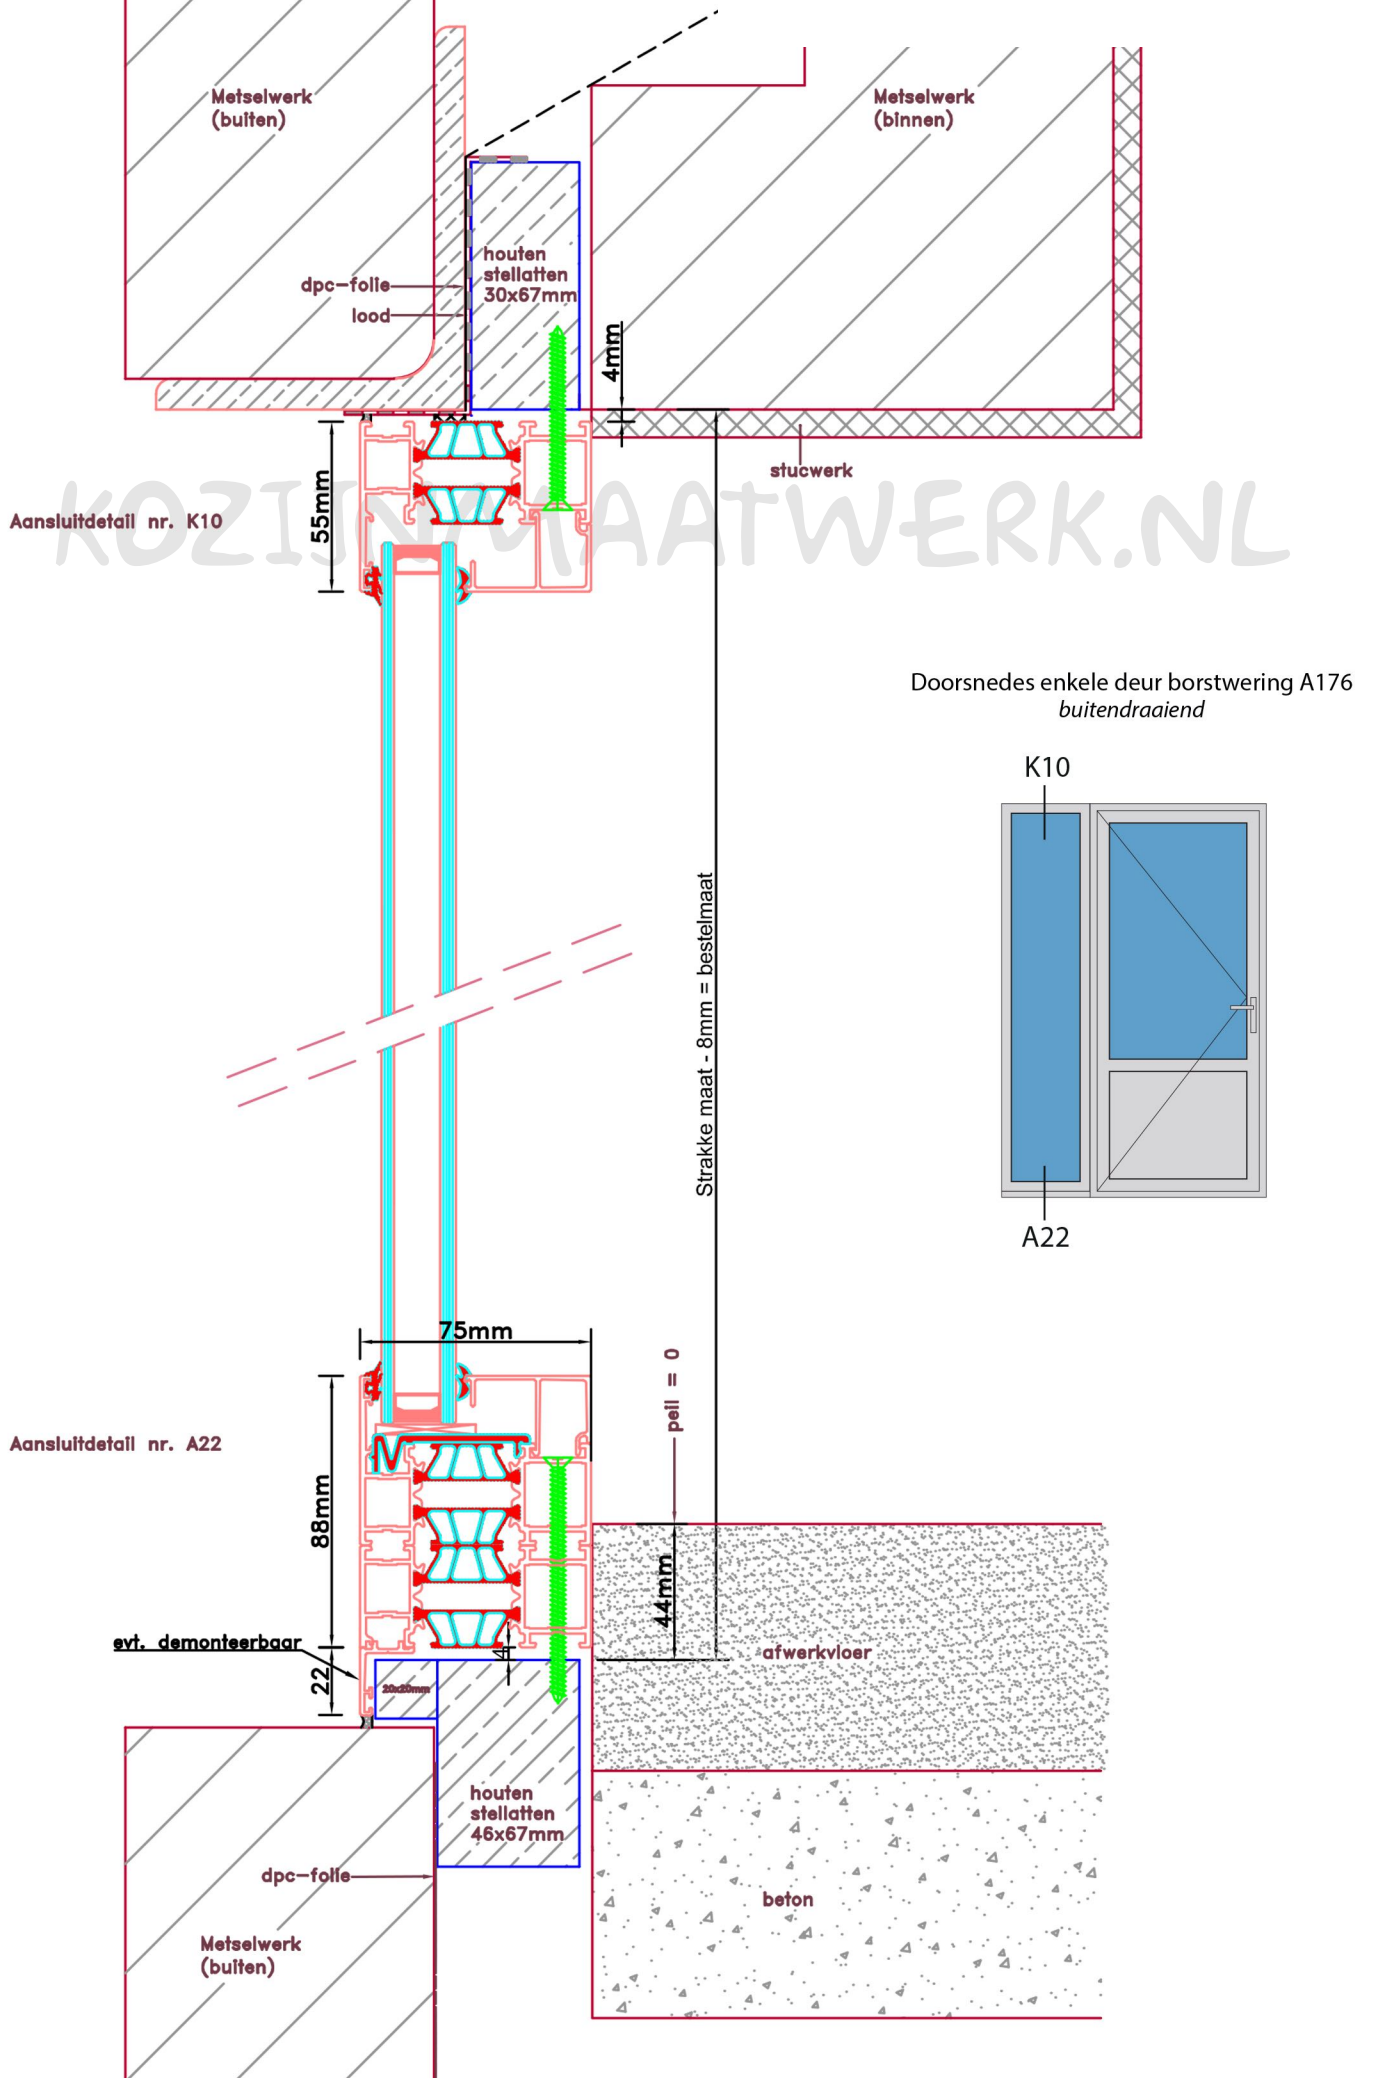 Metselwerk
(buiten)
Metselwerk
(binnen)
houten
stellatten
30x67mm
dpc-folie
lood
4mm
stucwerk
55mm
KOZIJNMAATWERK.NL
Aansluitdetail nr. K10
Doorsnedes enkele deur borstwering A176
buitendraaiend
K10
A22
Strakke maat - 8mm = bestelmaat
75mm
peil = 0
Aansluitdetail nr. A22
88mm
44mm
evt. demonteerbaar
4
afwerkvloer
22
20x20mm
houten
stellatten
46x67mm
dpc-folie
beton
Metselwerk
(buiten)